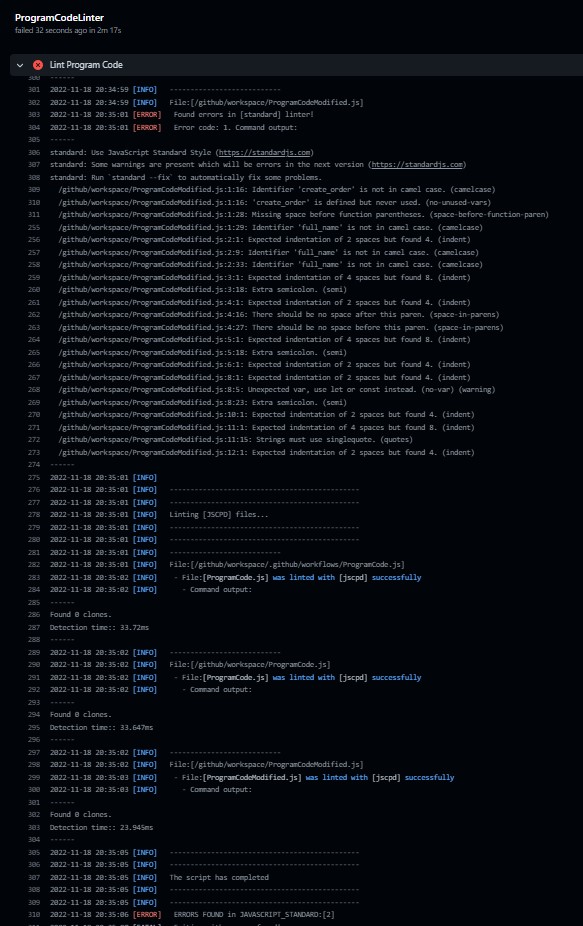 ProgramCodeLinter
failed 32 seconds ago in 2m 17s
Lint Program Code
300 ------
301 2022-11-18 20:34:59 [INFO] ---------------------------
302 2022-11-18 20:34:59 [INFO] File:[/github/workspace/ProgramCodeModified.js]
303 2022-11-18 20:35:01 [ERROR] Found errors in [standard] linter!
304 2022-11-18 20:35:01 [ERROR] Error code: 1. Command output:
305 ------
306 standard: Use JavaScript Standard Style (https://standardjs.com)
307 standard: Some warnings are present which will be errors in the next version (https://standardjs.com)
308 standard: Run `standard --fix` to automatically fix some problems.
309 /github/workspace/ProgramCodeModified.js:1:16: Identifier 'create_order' is not in camel case. (camelcase)
310 /github/workspace/ProgramCodeModified.js:1:16: 'create_order' is defined but never used. (no-unused-vars)
311 /github/workspace/ProgramCodeModified.js:1:28: Missing space before function parentheses. (space-before-function-paren)
255 /github/workspace/ProgramCodeModified.js:1:29: Identifier 'full_name' is not in camel case. (camelcase)
256 /github/workspace/ProgramCodeModified.js:2:1: Expected indentation of 2 spaces but found 4. (indent)
257 /github/workspace/ProgramCodeModified.js:2:9: Identifier 'full_name' is not in camel case. (camelcase)
258 /github/workspace/ProgramCodeModified.js:2:33: Identifier 'full_name' is not in camel case. (camelcase)
259 /github/workspace/ProgramCodeModified.js:3:1: Expected indentation of 4 spaces but found 8. (indent)
260 /github/workspace/ProgramCodeModified.js:3:18: Extra semicolon. (semi)
261 /github/workspace/ProgramCodeModified.js:4:1: Expected indentation of 2 spaces but found 4. (indent)
262 /github/workspace/ProgramCodeModified.js:4:16: There should be no space after this paren. (space-in-parens)
263 /github/workspace/ProgramCodeModified.js:4:27: There should be no space before this paren. (space-in-parens)
264 /github/workspace/ProgramCodeModified.js:5:1: Expected indentation of 4 spaces but found 8. (indent)
265 /github/workspace/ProgramCodeModified.js:5:18: Extra semicolon. (semi)
266 /github/workspace/ProgramCodeModified.js:6:1: Expected indentation of 2 spaces but found 4. (indent)
267 /github/workspace/ProgramCodeModified.js:8:1: Expected indentation of 2 spaces but found 4. (indent)
268 /github/workspace/ProgramCodeModified.js:8:5: Unexpected var, use let or const instead. (no-var) (warning)
269 /github/workspace/ProgramCodeModified.js:8:23: Extra semicolon. (semi)
270 /github/workspace/ProgramCodeModified.js:10:1: Expected indentation of 2 spaces but found 4. (indent)
271 /github/workspace/ProgramCodeModified.js:11:1: Expected indentation of 4 spaces but found 8. (indent)
272 /github/workspace/ProgramCodeModified.js:11:15: Strings must use singlequote. (quotes)
273 /github/workspace/ProgramCodeModified.js:12:1: Expected indentation of 2 spaces but found 4. (indent)
274 ------
275 2022-11-18 20:35:01 [INFO]
276 2022-11-18 20:35:01 [INFO] ----------------------------------------------
277 2022-11-18 20:35:01 [INFO] ----------------------------------------------
278 2022-11-18 20:35:01 [INFO] Linting [JSCPD] files...
279 2022-11-18 20:35:01 [INFO] ----------------------------------------------
280 2022-11-18 20:35:01 [INFO] ----------------------------------------------
281 2022-11-18 20:35:01 [INFO] ---------------------------
282 2022-11-18 20:35:01 [INFO] File:[/github/workspace/.github/workflows/ProgramCode.js]
283 2022-11-18 20:35:02 [INFO] - File:[ProgramCode.js] was linted with [jscpd] successfully
284 2022-11-18 20:35:02 [INFO] - Command output:
285 ------
286 Found 0 clones.
287 Detection time:: 33.72ms
288 ------
289 2022-11-18 20:35:02 [INFO] ---------------------------
290 2022-11-18 20:35:02 [INFO] File:[/github/workspace/ProgramCode.js]
291 2022-11-18 20:35:02 [INFO] - File:[ProgramCode.js] was linted with [jscpd] successfully
292 2022-11-18 20:35:02 [INFO] - Command output:
293 ------
294 Found 0 clones.
295 Detection time:: 33.647ms
296 ------
297 2022-11-18 20:35:02 [INFO] ---------------------------
298 2022-11-18 20:35:02 [INFO] File:[/github/workspace/ProgramCodeModified.js]
299 2022-11-18 20:35:03 [INFO] - File:[ProgramCodeModified.js] was linted with [jscpd] successfully
300 2022-11-18 20:35:03 [INFO] - Command output:
301 ------
302 Found 0 clones.
303 Detection time:: 23.945ms
304 ------
305 2022-11-18 20:35:05 [INFO] ----------------------------------------------
306 2022-11-18 20:35:05 [INFO] ----------------------------------------------
307 2022-11-18 20:35:05 [INFO] The script has completed
308 2022-11-18 20:35:05 [INFO] ----------------------------------------------
309 2022-11-18 20:35:05 [INFO] ----------------------------------------------
310 2022-11-18 20:35:06 [ERROR] ERRORS FOUND in JAVASCRIPT_STANDARD:[2]